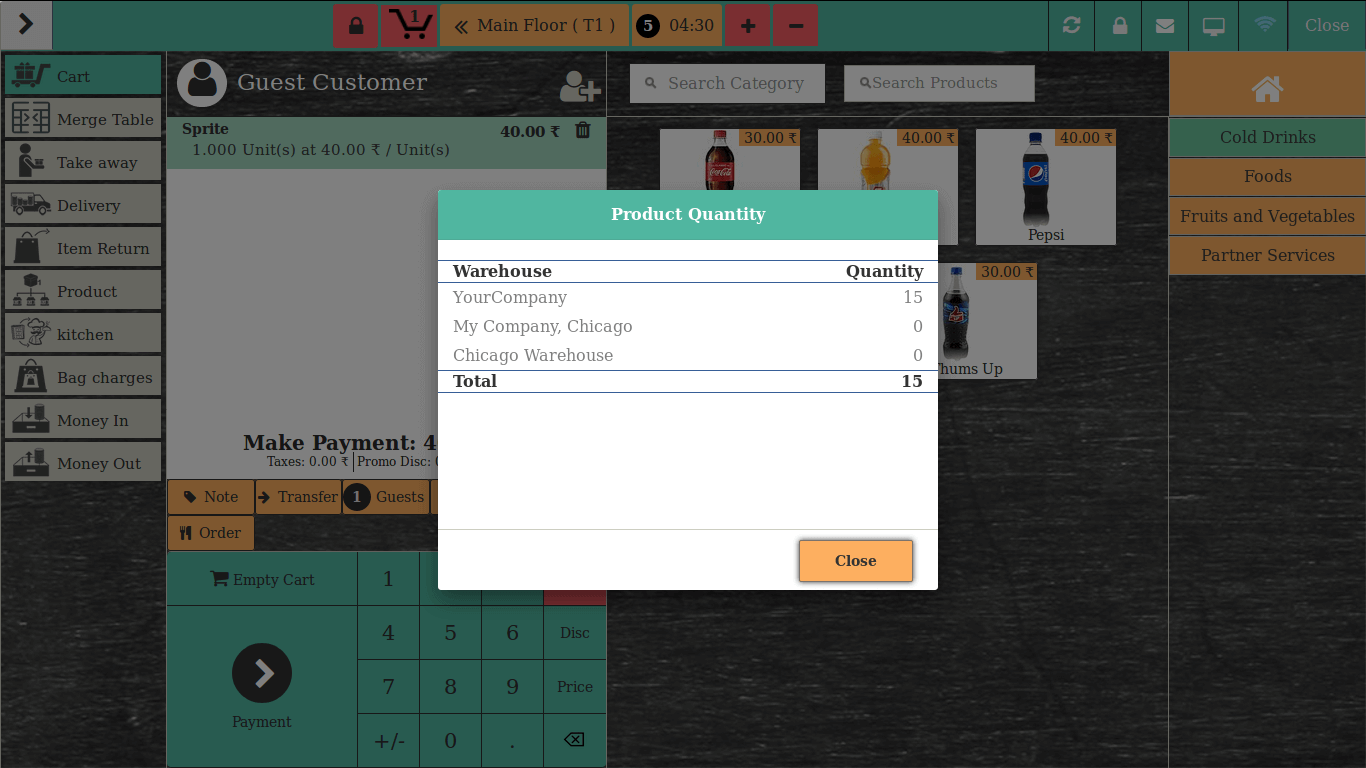 1
Main Floor ( T1 )
5 04:30
Close
Cart
Merge Table
Take away
Delivery
Item Return
Product
kitchen
Bag charges
Money In
Money Out
Guest Customer
Sprite 40.00 ₹
1.000 Unit(s) at 40.00 ₹ / Unit(s)
Make Payment: 4
Taxes: 0.00 ₹ Promo Disc:
Note
Transfer
1 Guests
Order
Empty Cart
Payment
1
4 5 6 Disc
7 8 9 Price
+/- 0 .
Search Category
Search Products
30.00 ₹
Coca-Cola
40.00 ₹
40.00 ₹
Pepsi
30.00 ₹
Thums Up
Cold Drinks
Foods
Fruits and Vegetables
Partner Services
Product Quantity
Warehouse Quantity
YourCompany 15
My Company, Chicago 0
Chicago Warehouse 0
Total 15
Close